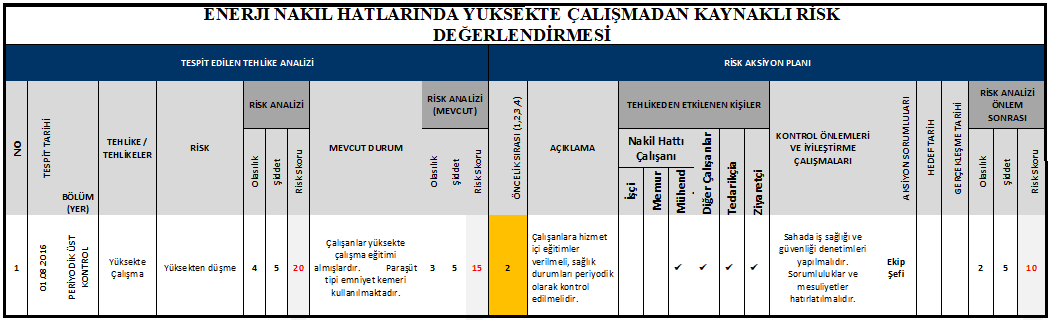 ENERJI NAKIL HATLARINDA YUKSEKTE ÇALIŞMADAN KAYNAKLI RİSK
DEĞERLENDİRMESİ
TESPİT EDİLEN TEHLİKE ANALİZİ
RİSK AKSİYON PLANI
NO
TESPİT TARİHİ
BÖLÜM
(YER)
TEHLİKE /
TEHLİKELER
RİSK
RİSK ANALİZİ
Olasılık
Şiddet
Risk Skoru
MEVCUT DURUM
RİSK ANALİZİ
(MEVCUT)
Olasılık
Şiddet
Risk Skoru
ÖNCELİK SIRASI (1,2,3 ,4)
AÇIKLAMA
TEHLİKEDEN ETKİLENEN KİŞİLER
Nakil Hattı
Çalışanı
İşçi
Memur
Mühend
Diğer Çalışanlar
Tedarikçia
Ziyaretçi
KONTROL ÖNLEMLERİ
VE İYİLEŞTİRME
ÇALIŞMALARI
AKSİYON SORUMLULARI
HEDEF TARİH
GERÇEKLEŞME TARİHİ
RİSK ANALİZİ
ÖNLEM
SONRASI
Olasılık
Şiddet
Risk Skoru
1
01.08.2016
PERİYODİK ÜST
KONTROL
Yüksekte
Çalışma
Yüksekten düşme
4
5
20
Çalışanlar yüksekte
çalışma eğitimi
almışlardır. Paraşüt
tipi emniyet kemeri
kullanılmaktadır.
3
5
15
2
Çalışanlara hizmet
içi eğitimler
verilmeli, sağlık
durumları periyodik
olarak kontrol
edilmelidir.
✓
✓
✓
✓
Sahada iş sağlığı ve
güvenliği denetimleri
yapılmalıdır.
Sorumluluklar ve
mesuliyetler
hatırlatılmalıdır.
Ekip
Şefi
2
5
10